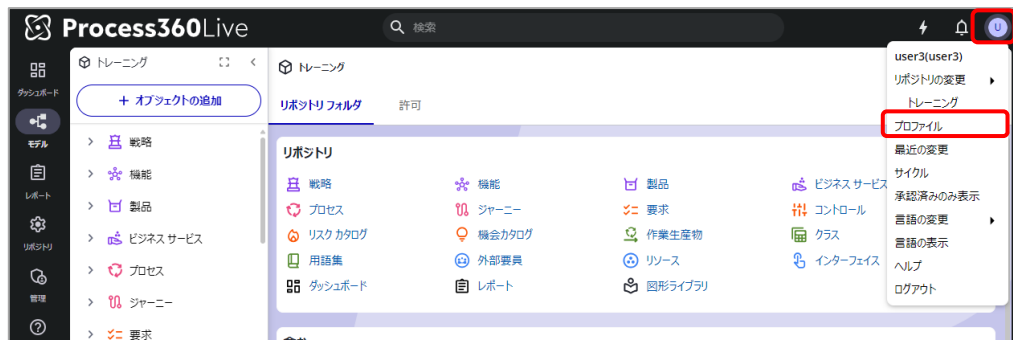 Process360Live
検索
U
ダッシュボード
モデル
レポート
リポジトリ
管理
トレーニング
+ オブジェクトの追加
戦略
機能
製品
ビジネス サービス
プロセス
ジャーニー
要求
トレーニング
リポジトリ フォルダ 許可
リポジトリ
戦略 機能 製品 ビジネス サービス
プロセス ジャーニー 要求 コントロール
リスク カタログ 機会カタログ 作業生産物 クラス
用語集 外部要員 リソース インターフェイス
ダッシュボード レポート 図形ライブラリ
user3(user3)
リポジトリの変更
トレーニング
プロファイル
最近の変更
サイクル
承認済みのみ表示
言語の変更
言語の表示
ヘルプ
ログアウト